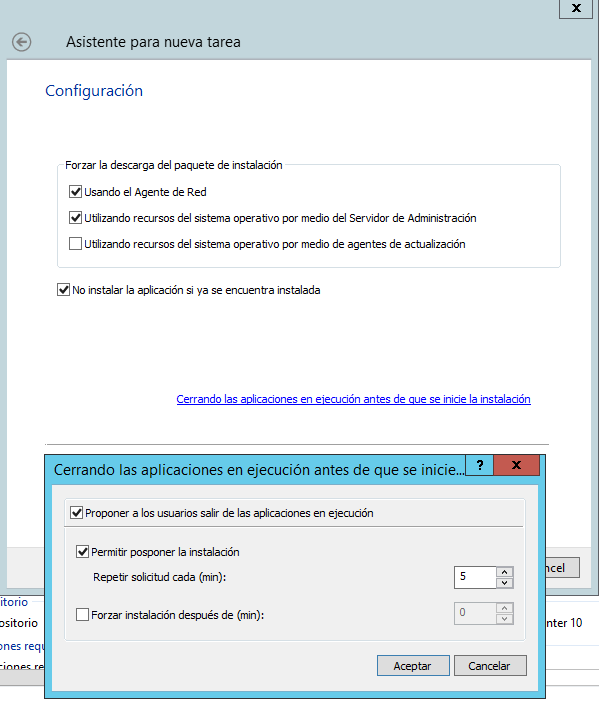 Asistente para nueva tarea
Configuración
Forzar la descarga del paquete de instalación
Usando el Agente de Red
Utilizando recursos del sistema operativo por medio del Servidor de Administración
Utilizando recursos del sistema operativo por medio de agentes de actualización
No instalar la aplicación si ya se encuentra instalada
Cerrando las aplicaciones en ejecución antes de que se inicie la instalación
Cerrando las aplicaciones en ejecución antes de que se inicie...
?
Proponer a los usuarios salir de las aplicaciones en ejecución
Permitir posponer la instalación
ncel
Repetir solicitud cada (min):
5
itorio
Forzar instalación después de (min):
0
ositorio
nter 10
ones requ
ciones re
Aceptar
Cancelar